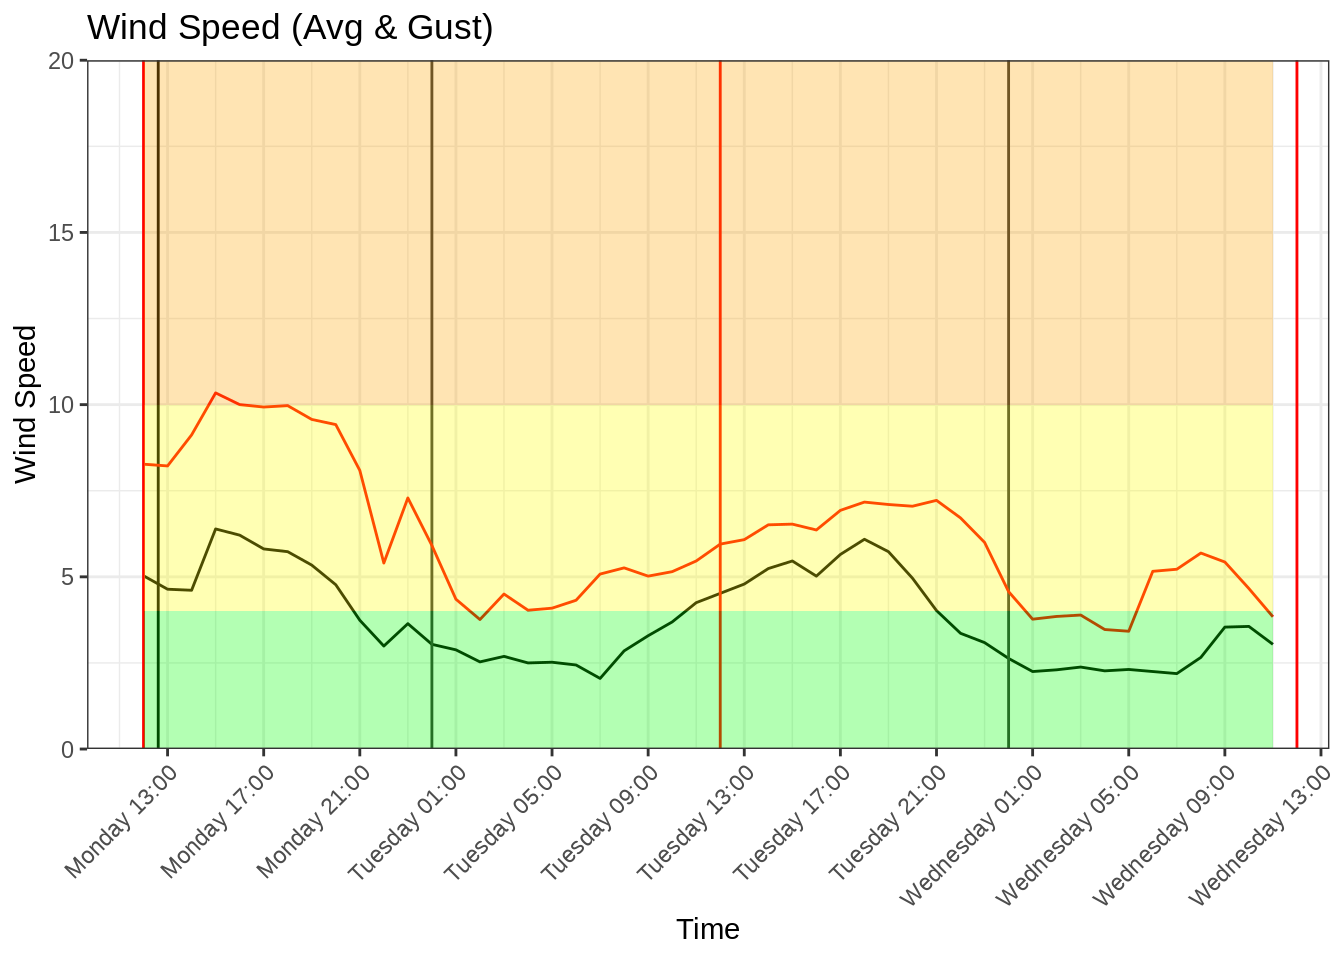 Wind Speed (Avg & Gust)
Wind Speed
20
15
10
5
0
Monday 13:00
Monday 17:00
Monday 21:00
Tuesday 01:00
Tuesday 05:00
Tuesday 09:00
Tuesday 13:00
Tuesday 17:00
Tuesday 21:00
Wednesday 01:00
Wednesday 05:00
Wednesday 09:00
Wednesday 13:00
Time